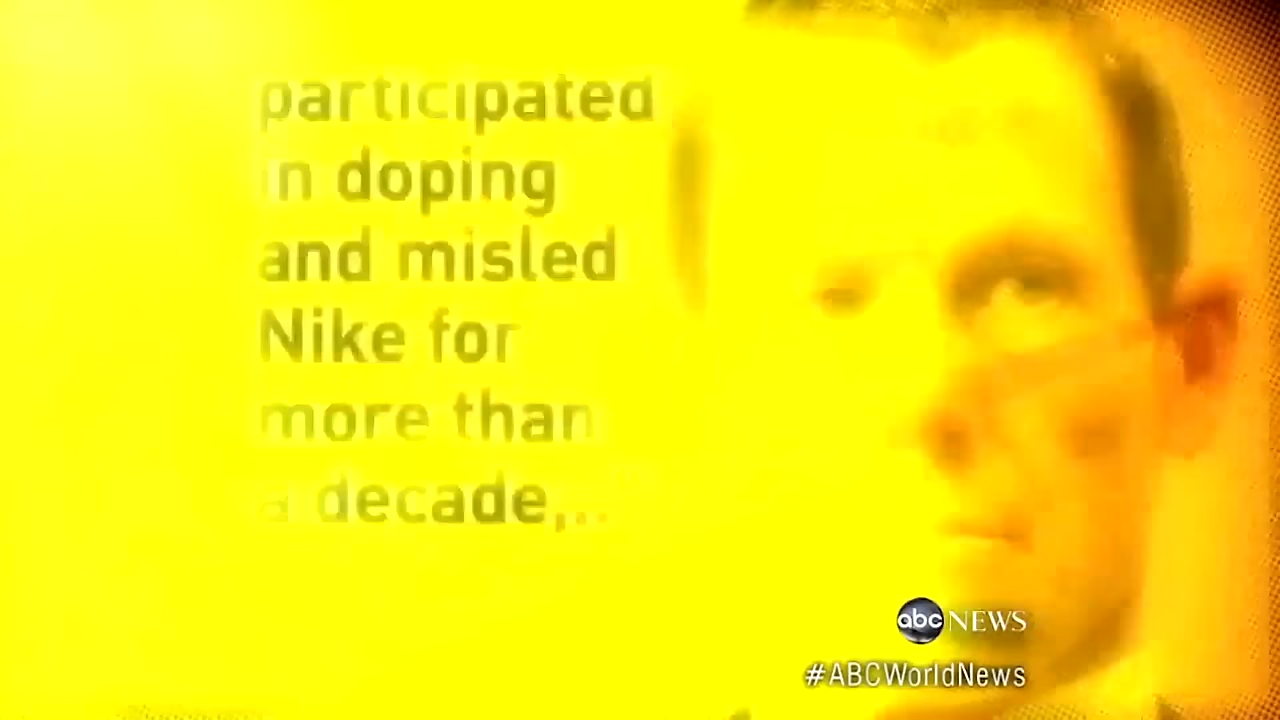 participated
in doping
and misled
Nike for
more than
a decade,..
abc NEWS
#ABCWorldNews